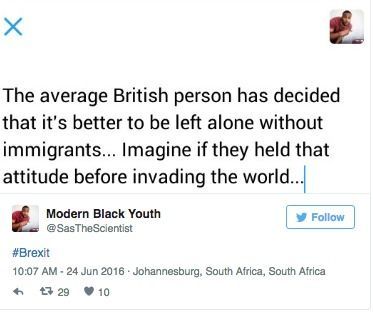 The average British person has decided
that it's better to be left alone without
immigrants... Imagine if they held that
attitude before invading the world...
Modern Black Youth
@SasTheScientist
Follow
#Brexit
10:07 AM - 24 Jun 2016 · Johannesburg, South Africa, South Africa
29 10